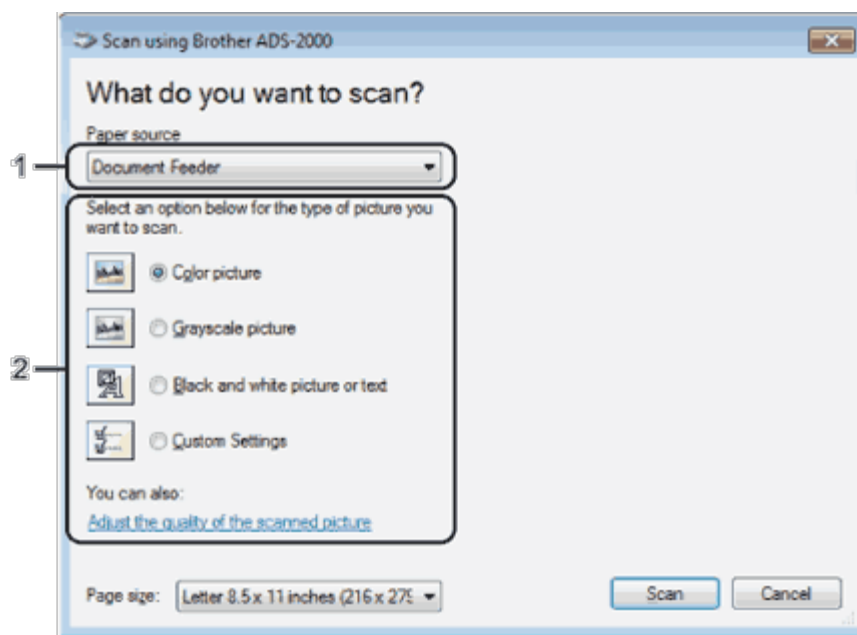 Scan using Brother ADS-2000
What do you want to scan?
Paper source
1
Document Feeder
Select an option below for the type of picture you
want to scan.
Color picture
Grayscale picture
2
Black and white picture or text
Custom Settings
You can also:
Adjust the quality of the scanned picture
Page size: Letter 8.5 x 11 inches (216 x 275 Scan Cancel